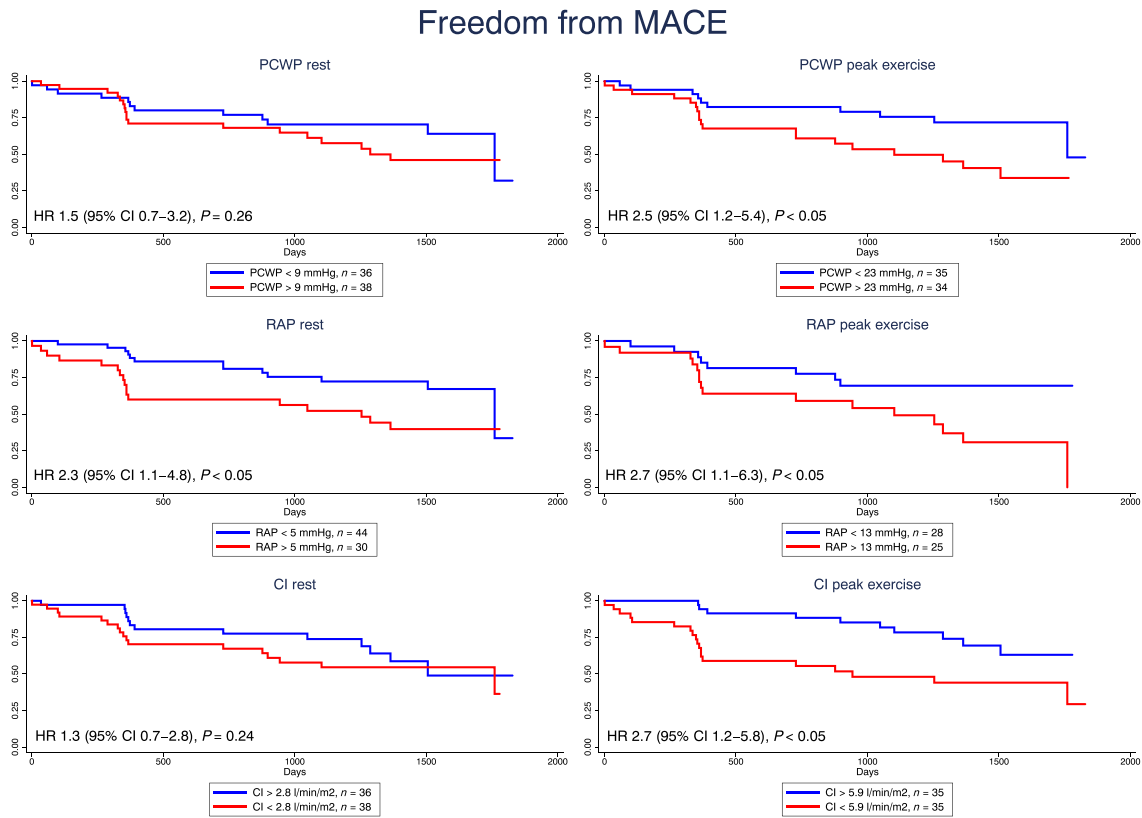 Freedom from MACE
PCWP rest
1.00
0.75
0.50
0.25
0.00
HR 1.5 (95% CI 0.7–3.2), P = 0.26
0 500 1000 1500 2000
Days
PCWP < 9 mmHg, n = 36
PCWP > 9 mmHg, n = 38
PCWP peak exercise
1.00
0.75
0.50
0.25
0.00
HR 2.5 (95% CI 1.2–5.4), P < 0.05
0 500 1000 1500 2000
Days
PCWP < 23 mmHg, n = 35
PCWP > 23 mmHg, n = 34
RAP rest
1.00
0.75
0.50
0.25
0.00
HR 2.3 (95% CI 1.1–4.8), P < 0.05
0 500 1000 1500 2000
Days
RAP < 5 mmHg, n = 44
RAP > 5 mmHg, n = 30
RAP peak exercise
1.00
0.75
0.50
0.25
0.00
HR 2.7 (95% CI 1.1–6.3), P < 0.05
0 500 1000 1500 2000
Days
RAP < 13 mmHg, n = 28
RAP > 13 mmHg, n = 25
CI rest
1.00
0.75
0.50
0.25
0.00
HR 1.3 (95% CI 0.7–2.8), P = 0.24
0 500 1000 1500 2000
Days
CI > 2.8 l/min/m2, n = 36
CI < 2.8 l/min/m2, n = 38
CI peak exercise
1.00
0.75
0.50
0.25
0.00
HR 2.7 (95% CI 1.2–5.8), P < 0.05
0 500 1000 1500 2000
Days
CI > 5.9 l/min/m2, n = 35
CI < 5.9 l/min/m2, n = 35